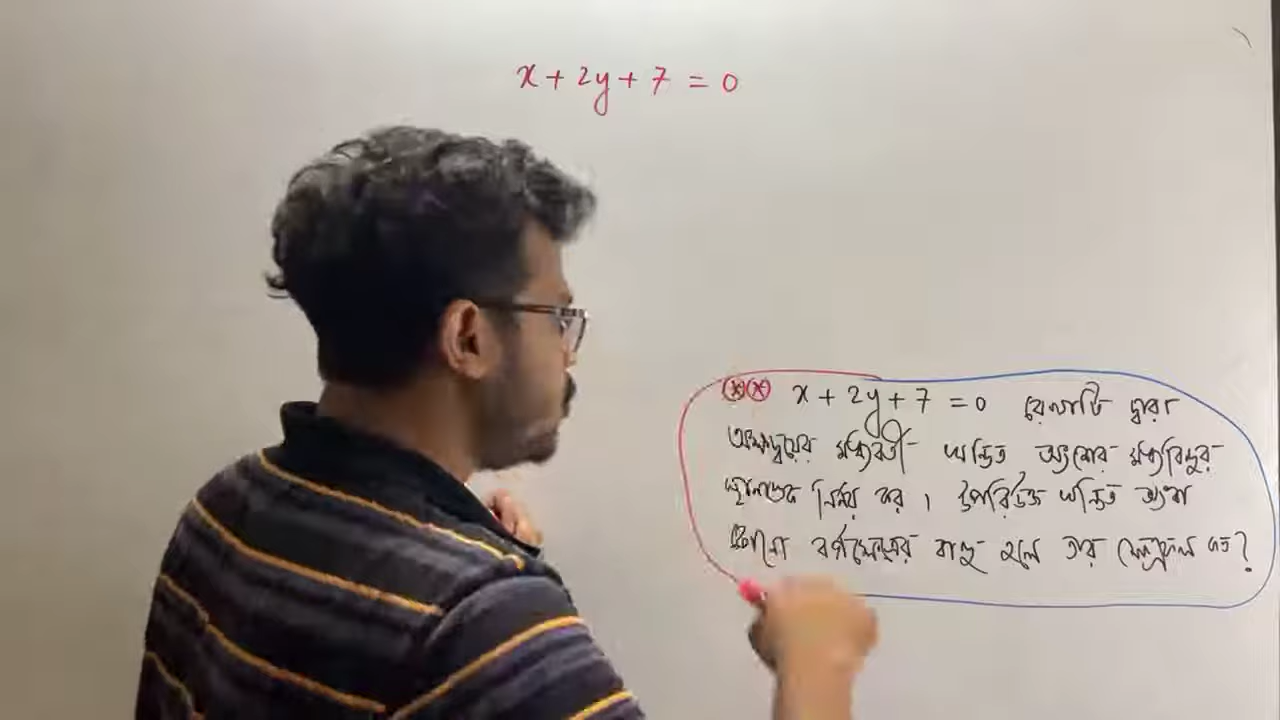 x + 2y + 7 = 0
x + 2y + 7 = 0 রেখাটি দ্বারা
অক্ষদ্বয়ের মধ্যবর্তী খন্ডিত অংশের মধ্যবিন্দুর
স্থানাঙ্ক নির্ণয় কর । উপরিউক্ত খন্ডিত অংশ
কোনো বর্গক্ষেত্রের বাহু হলে তার ক্ষেত্রফল কত?